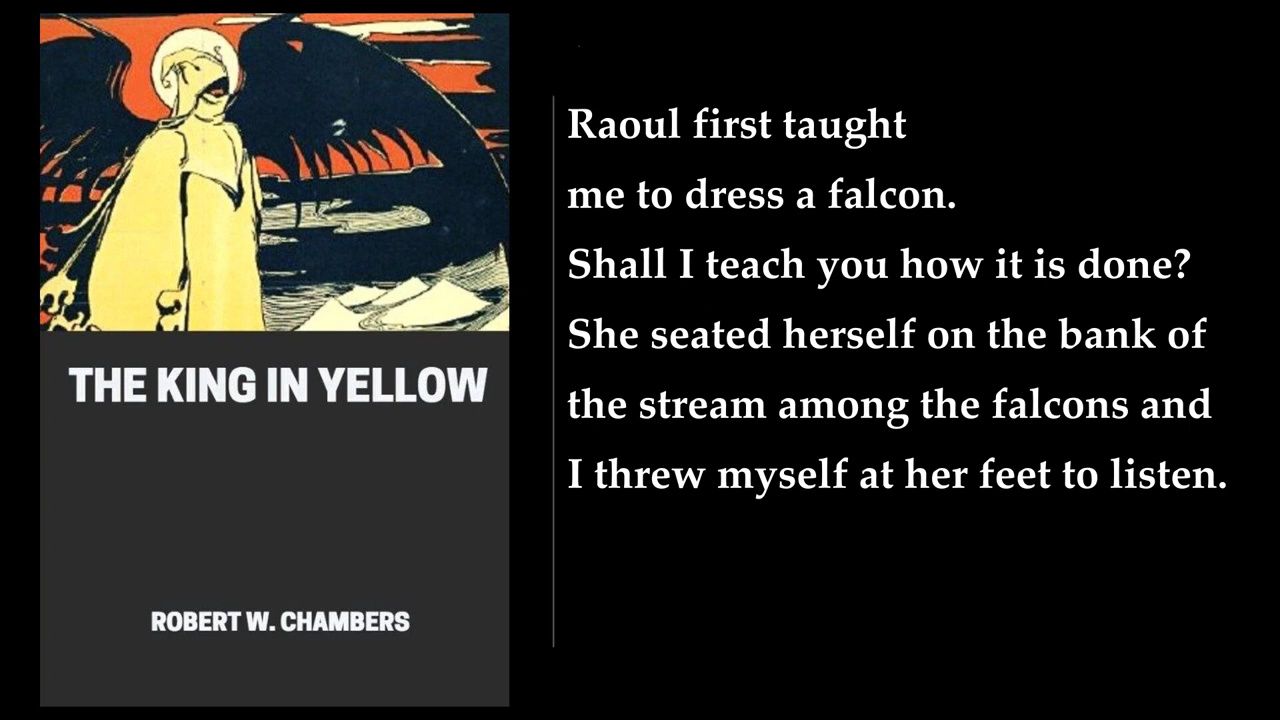 THE KING IN YELLOW
ROBERT W. CHAMBERS
Raoul first taught
me to dress a falcon.
Shall I teach you how it is done?
She seated herself on the bank of
the stream among the falcons and
I threw myself at her feet to listen.